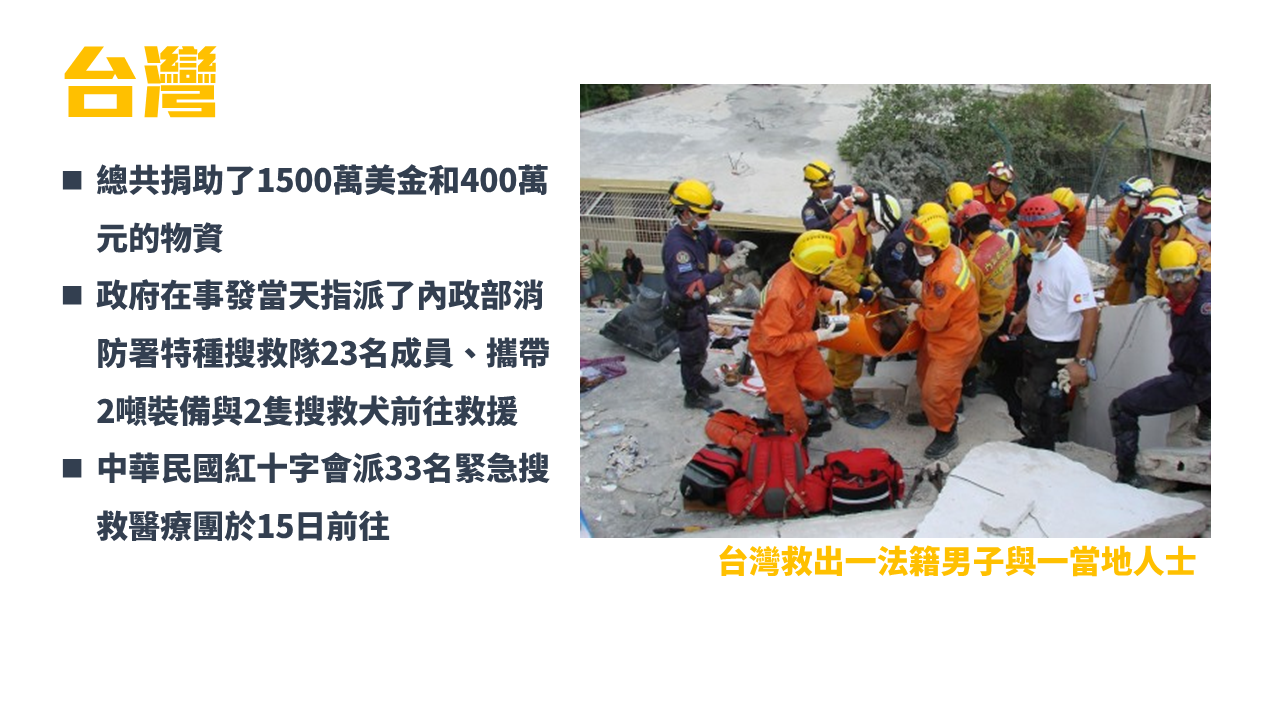 台灣
■ 總共捐助了1500萬美金和400萬
元的物資
■ 政府在事發當天指派了內政部消
防署特種搜救隊23名成員、攜帶
2噸裝備與2隻搜救犬前往救援
■ 中華民國紅十字會派33名緊急搜
救醫療團於15日前往
台灣救出一法籍男子與一當地人士